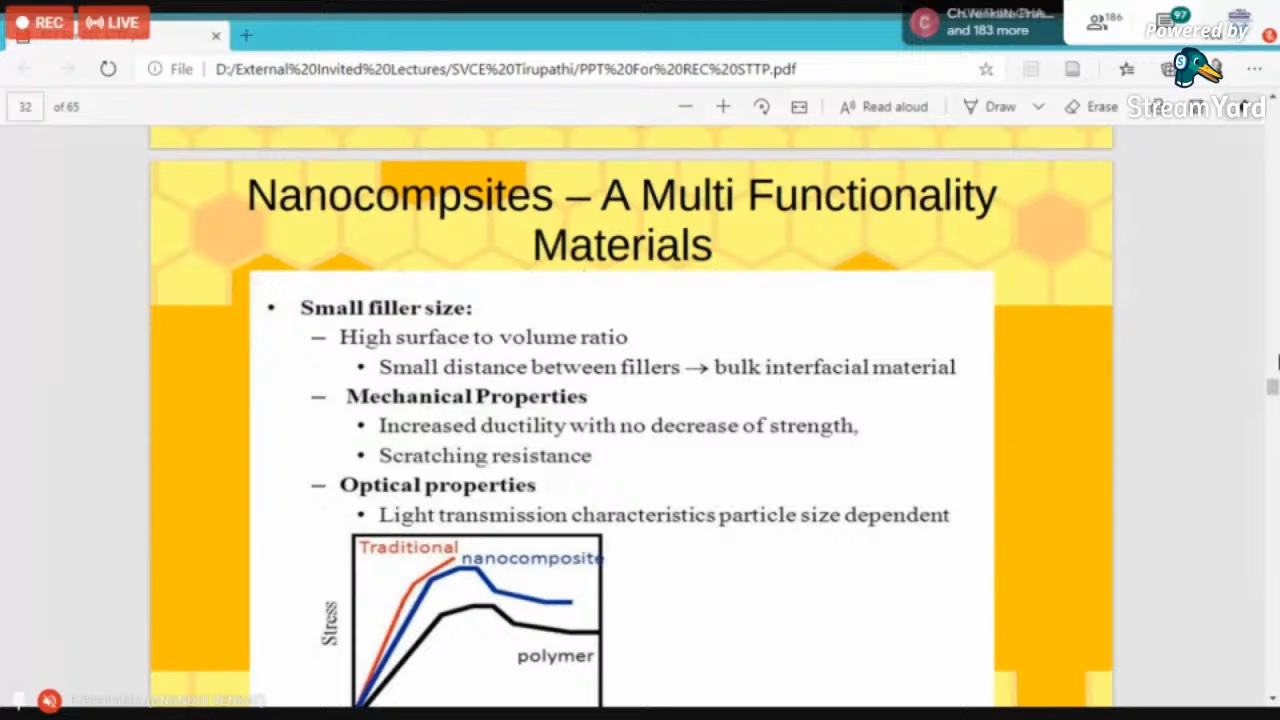 REC
LIVE
and 183 more
186
97
Powered by
StreamYard
File
D:/External%20Invited%20Lectures/SVCE%20Tirupathi/PPT%20For%20REC%20STTP.pdf
32 of 65
Read aloud
Draw
Erase
Nanocompsites – A Multi Functionality
Materials
• Small filler size:
– High surface to volume ratio
• Small distance between fillers → bulk interfacial material
– Mechanical Properties
• Increased ductility with no decrease of strength,
• Scratching resistance
– Optical properties
• Light transmission characteristics particle size dependent
Traditional
nanocomposite
Stress
polymer